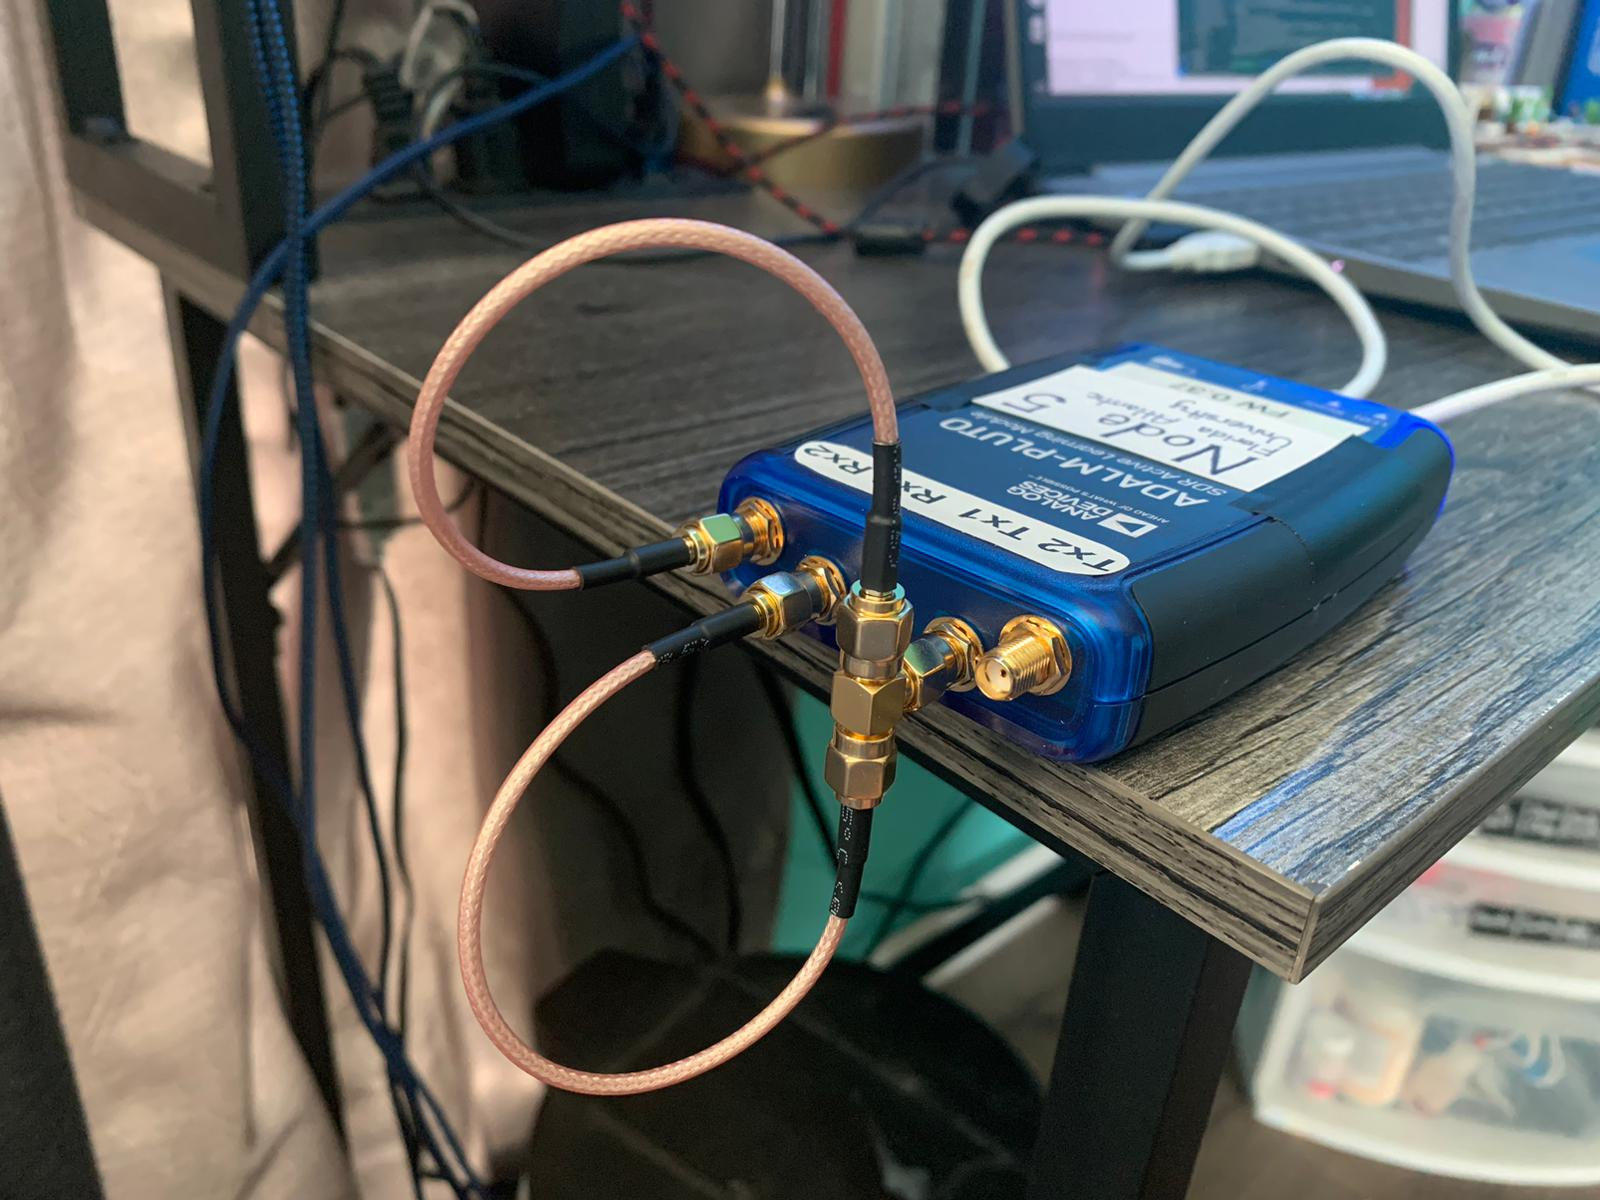 Node 5
Florida Atlantic
University
FW 0.37
ADALM-PLUTO
SDR Active Learning Module
ANALOG
DEVICES
AHEAD OF WHAT'S POSSIBLE
Tx2 Tx1 Rx1 Rx2